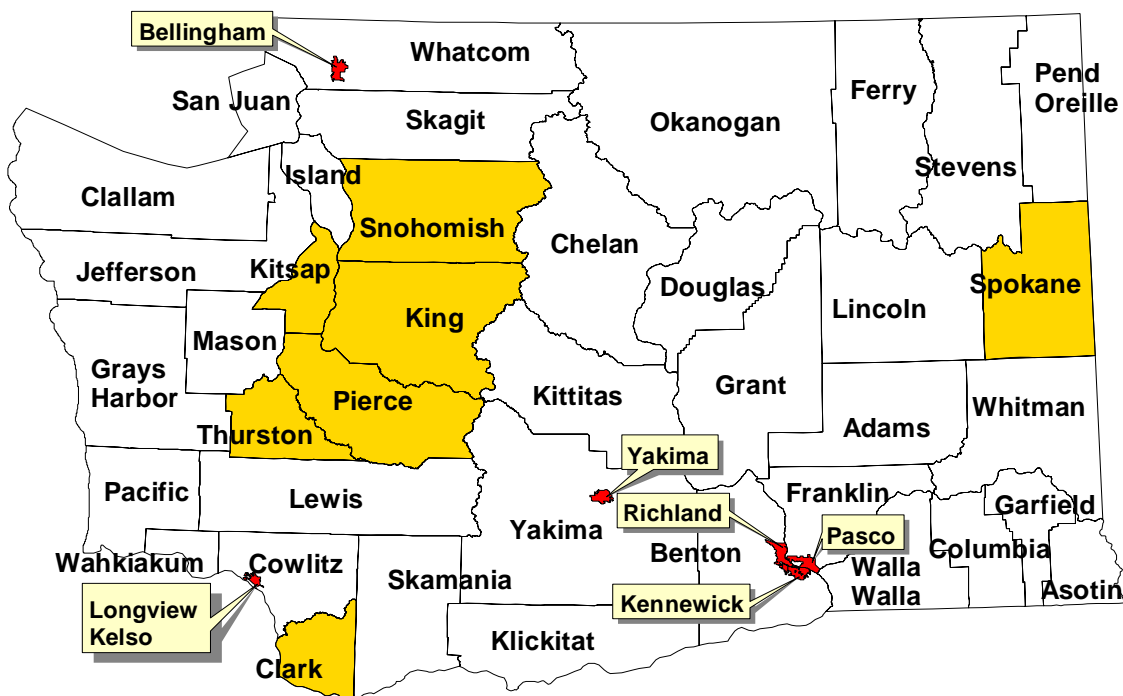 Bellingham
Whatcom
San Juan
Skagit
Okanogan
Ferry
Pend
Oreille
Stevens
Island
Clallam
Snohomish
Chelan
Jefferson
Kitsap
Douglas
Spokane
Lincoln
King
Mason
Grays
Harbor
Pierce
Kittitas
Grant
Whitman
Thurston
Adams
Yakima
Pacific
Lewis
Yakima
Richland
Franklin
Garfield
Benton
Pasco
Columbia
Wahkiakum
Cowlitz
Skamania
Walla
Walla
Asotin
Longview
Kelso
Kennewick
Klickitat
Clark